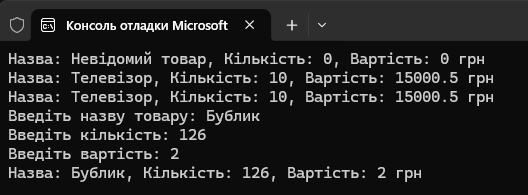 Консоль отладки Microsoft
Назва: Невідомий товар, Кількість: 0, Вартість: 0 грн
Назва: Телевізор, Кількість: 10, Вартість: 15000.5 грн
Назва: Телевізор, Кількість: 10, Вартість: 15000.5 грн
Введіть назву товару: Бублик
Введіть кількість: 126
Введіть вартість: 2
Назва: Бублик, Кількість: 126, Вартість: 2 грн